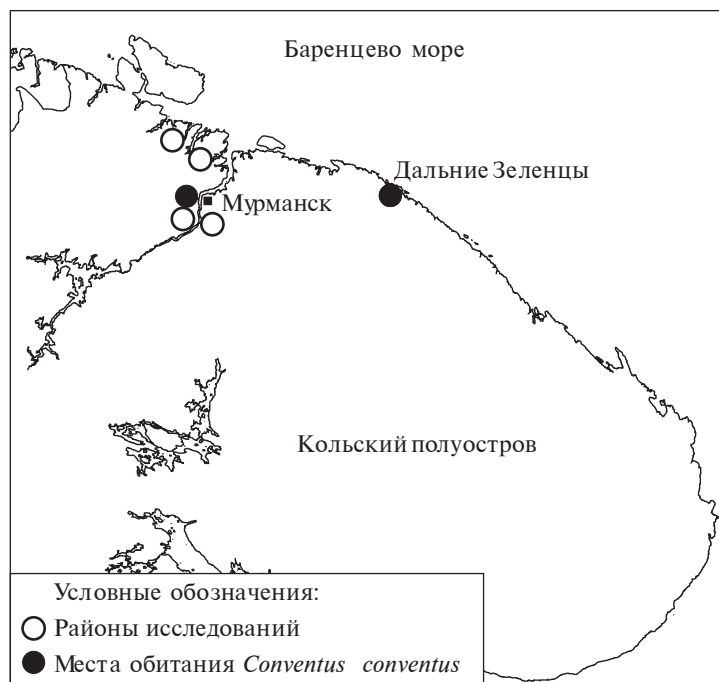 Баренцево море
Дальние Зеленцы
Мурманск
Кольский полуостров
Условные обозначения:
Районы исследований
Места обитания Conventus conventus